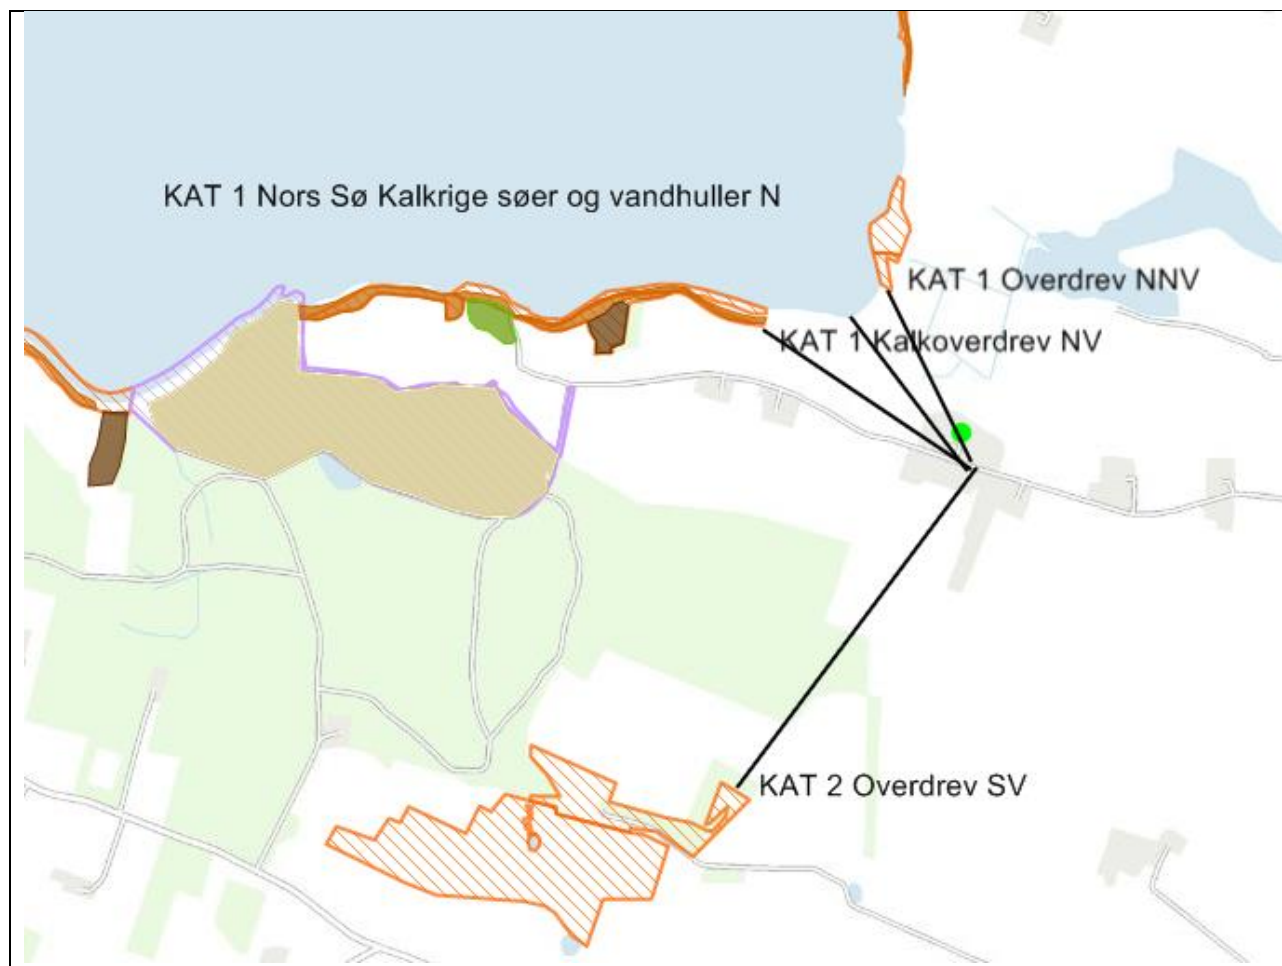 KAT 1 Nors Sø Kalkrige søer og vandhuller N
KAT 1 Overdrev NNV
KAT 1 Kalkoverdrev NV
KAT 2 Overdrev SV